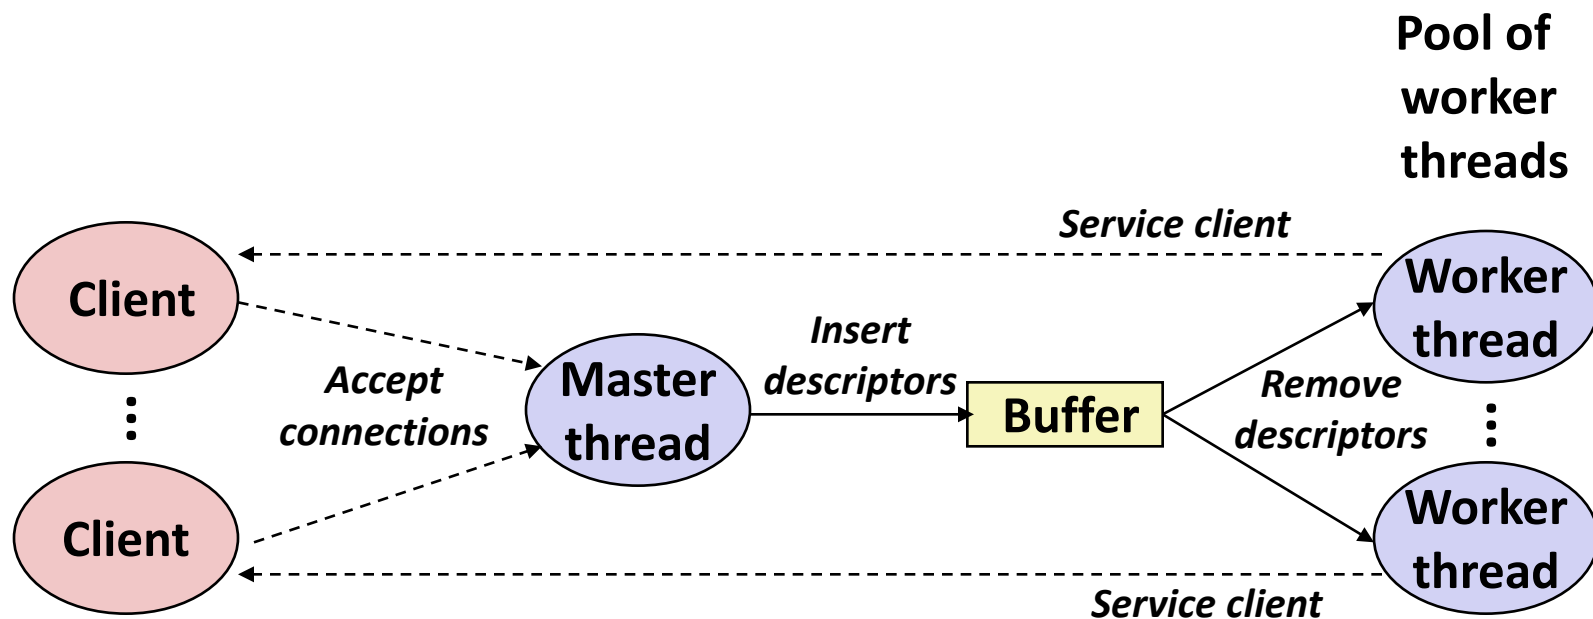 Pool of
worker
threads
Service client
Client
Worker
thread
Insert
descriptors
Accept
connections
Master
thread
Buffer
Remove
descriptors
Client
Worker
thread
Service client